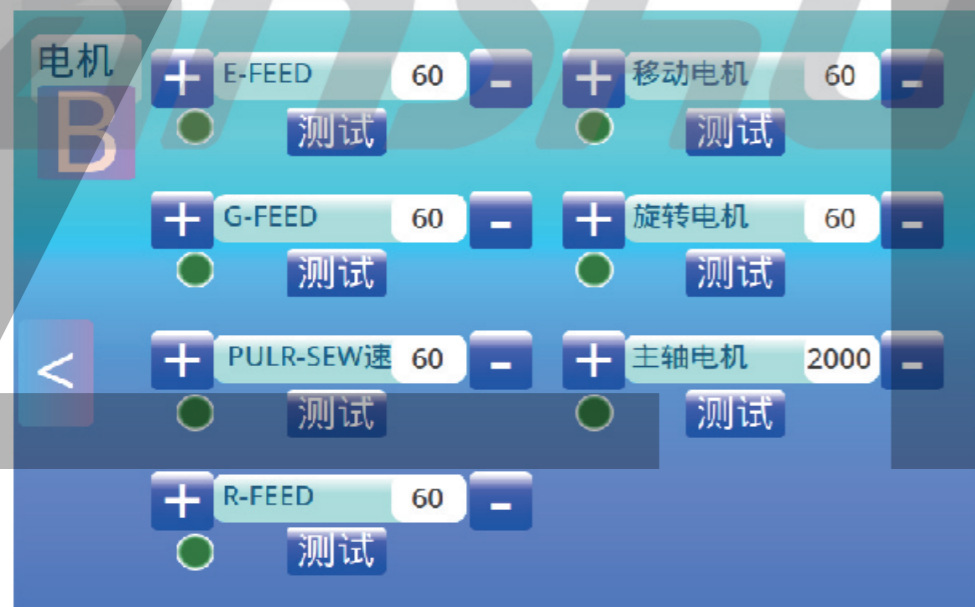 电机
B
+ E-FEED 60 - + 移动电机 60 -
测试 测试
+ G-FEED 60 - + 旋转电机 60 -
测试 测试
< + PULR-SEW速 60 - + 主轴电机 2000 -
测试 测试
+ R-FEED 60 -
测试